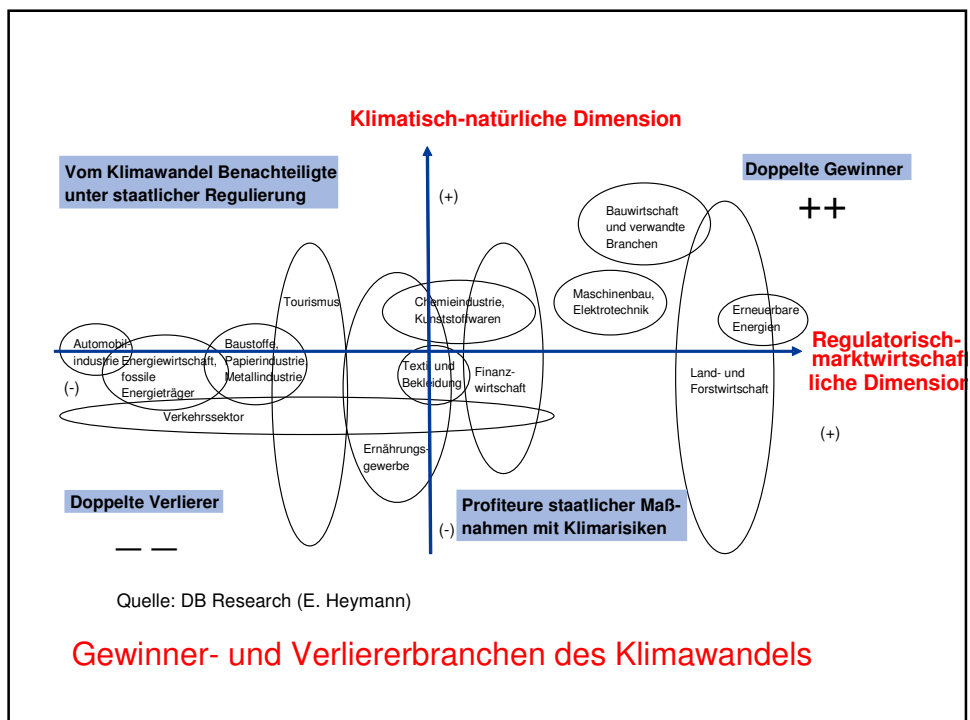 Klimatisch-natürliche Dimension
Vom Klimawandel Benachteiligte
unter staatlicher Regulierung
Doppelte Gewinner
++
(+)
Bauwirtschaft
und verwandte
Branchen
Tourismus
Chemieindustrie,
Kunststoffwaren
Maschinenbau,
Elektrotechnik
Erneuerbare
Energien
Automobil-
industrie
Energiewirtschaft,
fossile
Energieträger
Baustoffe,
Papierindustrie,
Metallindustrie
Textil und
Bekleidung
Finanz-
wirtschaft
Land- und
Forstwirtschaft
Regulatorisch-
marktwirtschaft
liche Dimension
(-)
(+)
Verkehrssektor
Ernährungs-
gewerbe
Doppelte Verlierer
— —
(-)
Profiteure staatlicher Maß-
nahmen mit Klimarisiken
Quelle: DB Research (E. Heymann)
Gewinner- und Verliererbranchen des Klimawandels